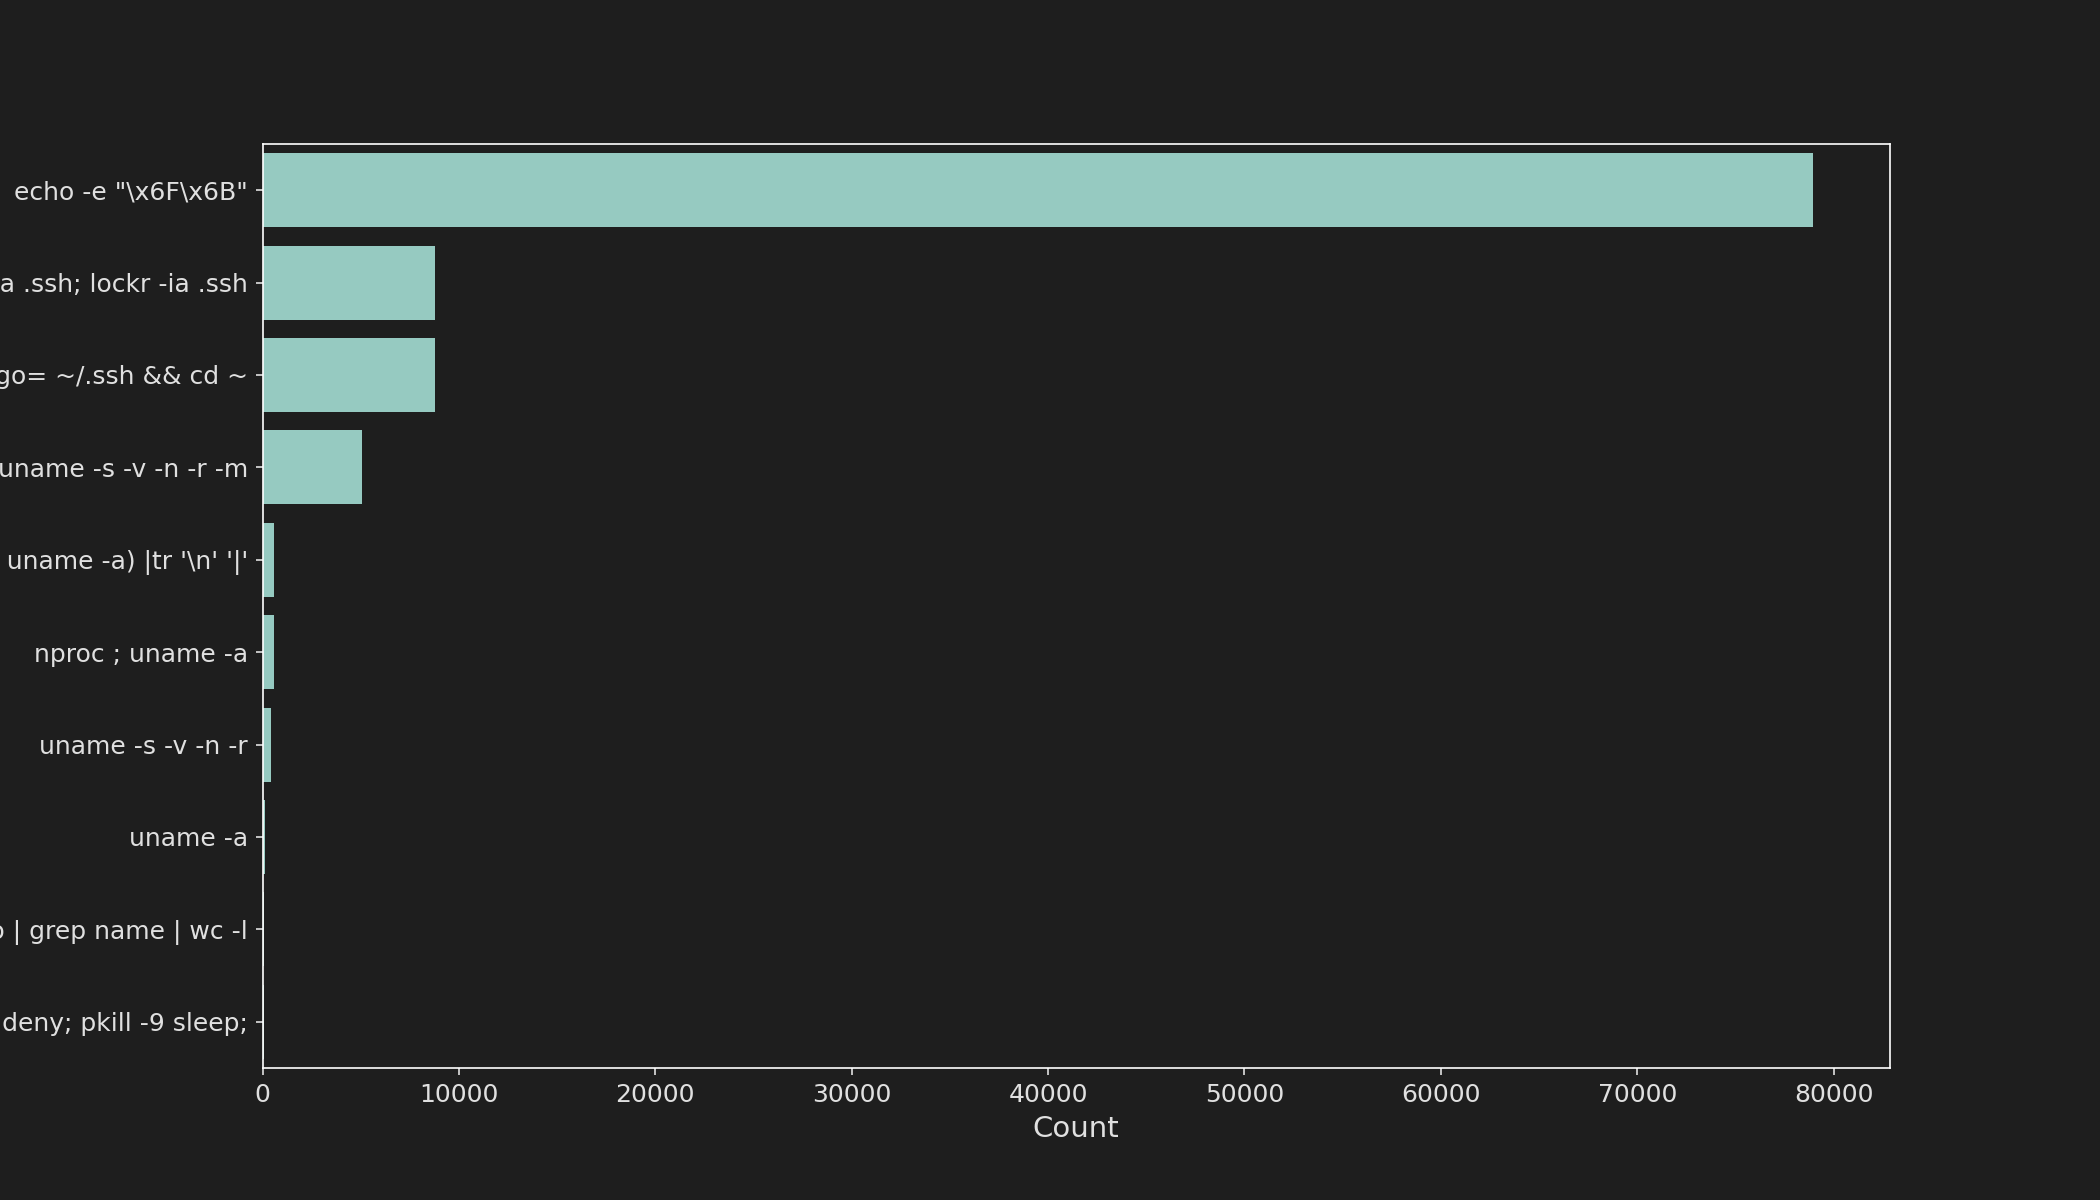 echo -e "\x6F\x6B"
a .ssh; lockr -ia .ssh
go= ~/.ssh && cd ~
uname -s -v -n -r -m
uname -a) |tr '\n' '|'
nproc ; uname -a
uname -s -v -n -r
uname -a
| grep name | wc -l
deny; pkill -9 sleep;
0 10000 20000 30000 40000 50000 60000 70000 80000
Count